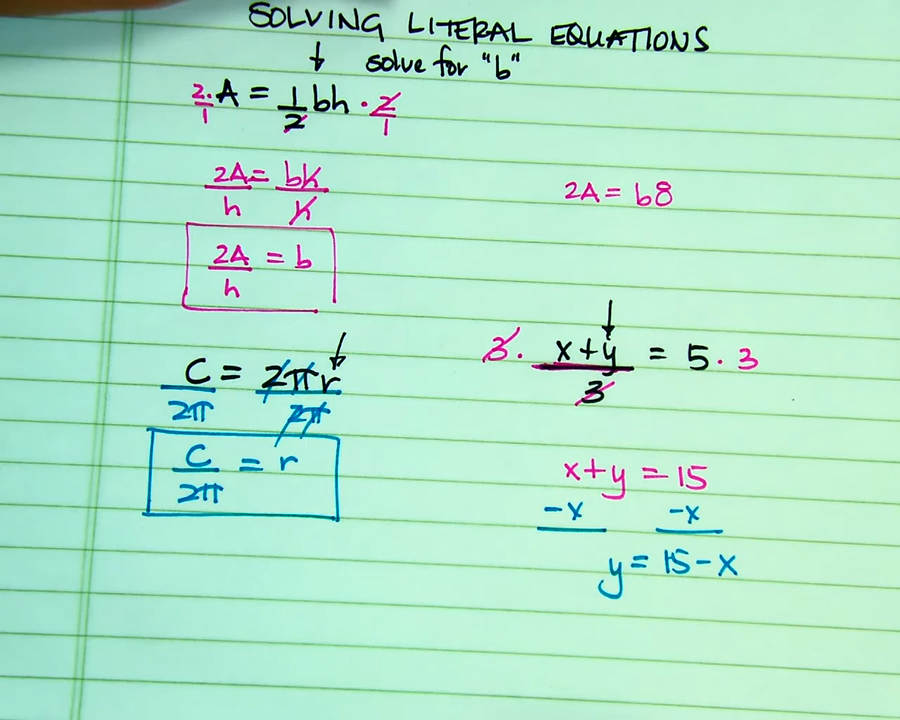 SOLVING LITERAL EQUATIONS
↓ solve for "b"
2/1 · A = 1/2 bh · 2/1
2A/h = bh/h
2A = b8
2A/h = b
↓
3 · (x+y)/3 = 5 · 3
↓
C/2π = 2πr/2π
C/2π = r
x+y = 15
-x -x
y = 15-x